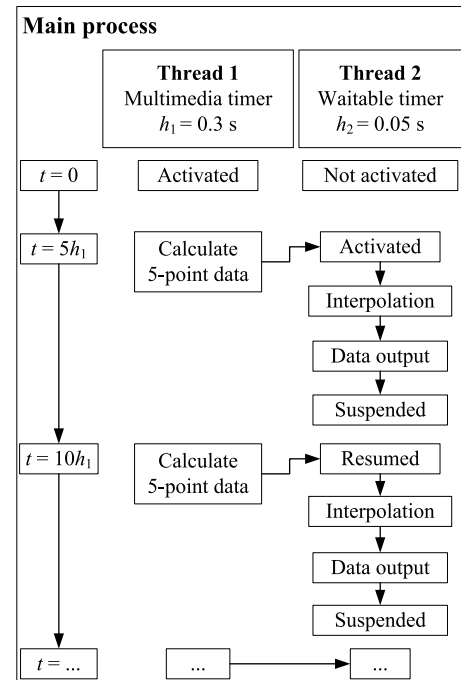 Main process
Thread 1
Multimedia timer
h₁ = 0.3 s
Thread 2
Waitable timer
h₂ = 0.05 s
t = 0
Activated
Not activated
t = 5h₁
Calculate
5-point data
Activated
Interpolation
Data output
Suspended
t = 10h₁
Calculate
5-point data
Resumed
Interpolation
Data output
Suspended
t = ...
...
...